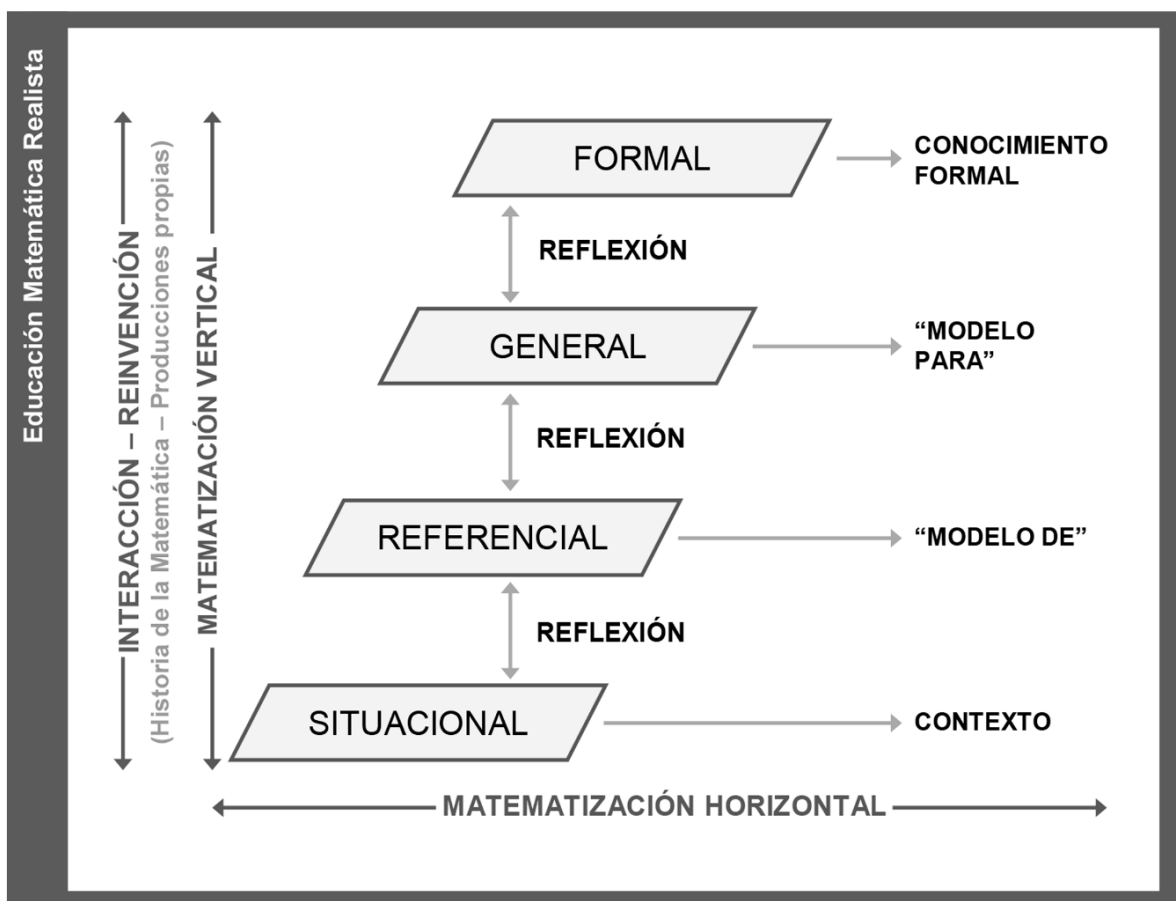 Educación Matemática Realista
INTERACCIÓN – REINVENCIÓN
(Historia de la Matemática – Producciones propias)
MATEMATIZACIÓN VERTICAL
FORMAL
CONOCIMIENTO
FORMAL
REFLEXIÓN
GENERAL
“MODELO
PARA”
REFLEXIÓN
REFERENCIAL
“MODELO DE”
REFLEXIÓN
SITUACIONAL
CONTEXTO
MATEMATIZACIÓN HORIZONTAL